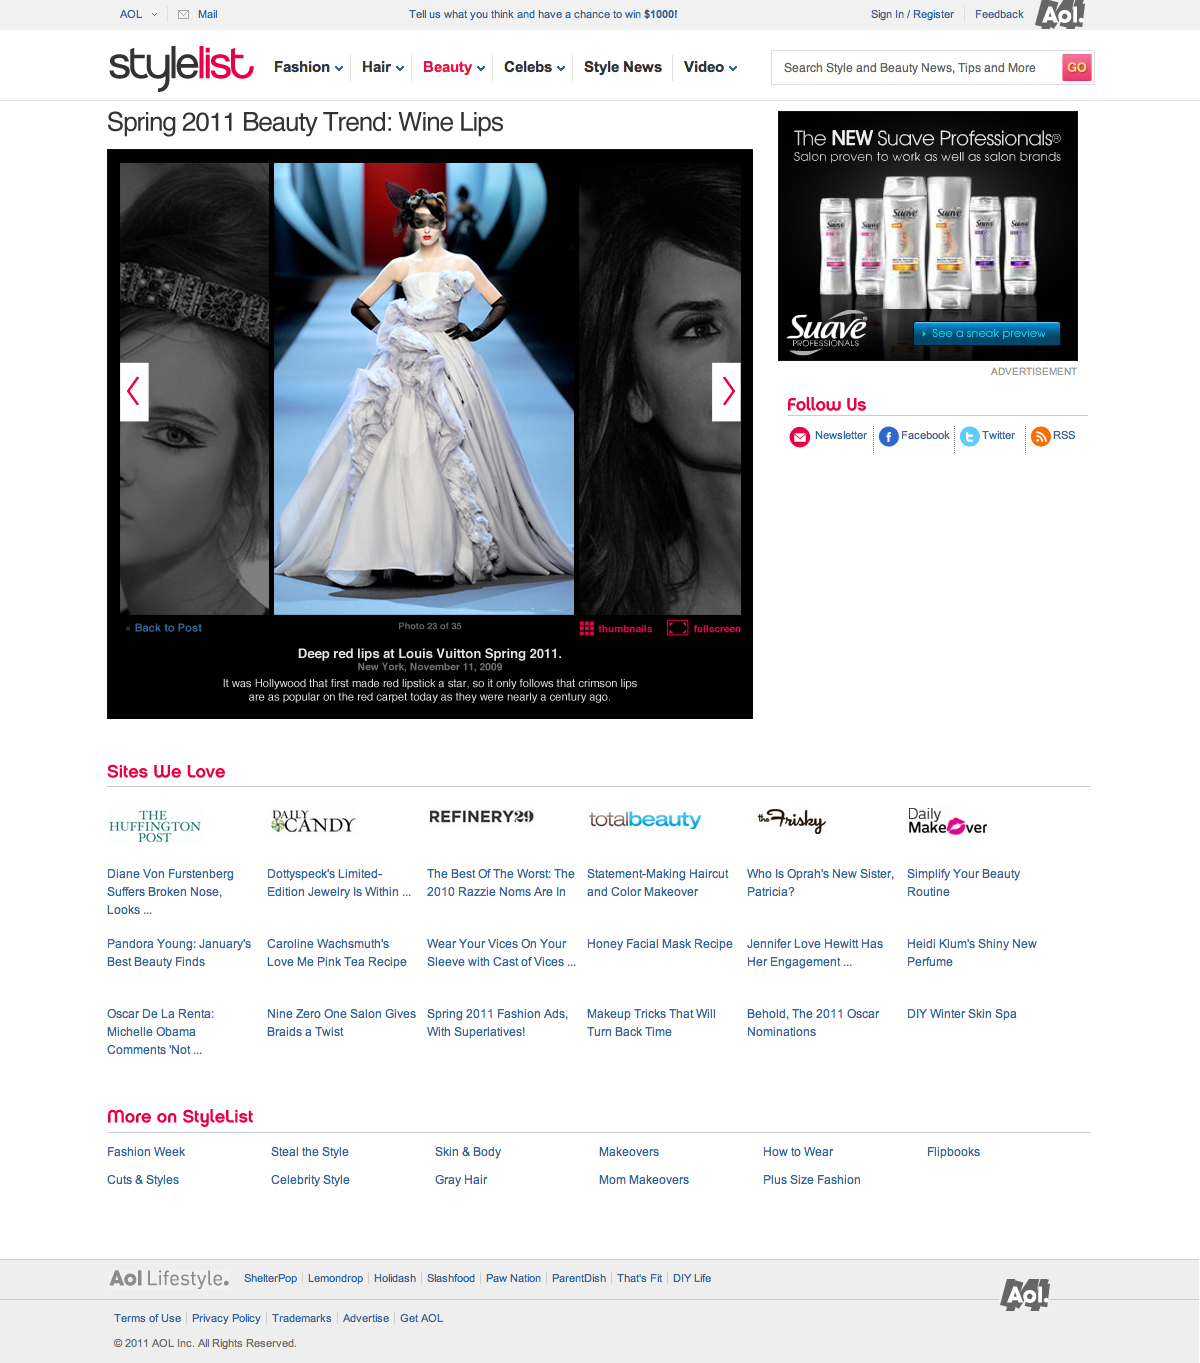 AOL Mail Tell us what you think and have a chance to win $1000! Sign In / Register Feedback Aol.
stylelist Fashion Hair Beauty Celebs Style News Video Search Style and Beauty News, Tips and More GO
Spring 2011 Beauty Trend: Wine Lips
The NEW Suave Professionals®
Salon proven to work as well as salon brands
Suave Suave
Suave
PROFESSIONALS
See a sneak preview
ADVERTISEMENT
Follow Us
Newsletter Facebook Twitter RSS
« Back to Post Photo 23 of 35 thumbnails fullscreen
Deep red lips at Louis Vuitton Spring 2011.
New York, November 11, 2009
It was Hollywood that first made red lipstick a star, so it only follows that crimson lips
are as popular on the red carpet today as they were nearly a century ago.
Sites We Love
THE
HUFFINGTON
POST
DAILY
CANDY
REFINERY29
totalbeauty
the Frisky
Daily
MakeOver
Diane Von Furstenberg
Suffers Broken Nose,
Looks ...
Dottyspeck's Limited-
Edition Jewelry Is Within ...
The Best Of The Worst: The
2010 Razzie Noms Are In
Statement-Making Haircut
and Color Makeover
Who Is Oprah's New Sister,
Patricia?
Simplify Your Beauty
Routine
Pandora Young: January's
Best Beauty Finds
Caroline Wachsmuth's
Love Me Pink Tea Recipe
Wear Your Vices On Your
Sleeve with Cast of Vices ...
Honey Facial Mask Recipe
Jennifer Love Hewitt Has
Her Engagement ...
Heidi Klum's Shiny New
Perfume
Oscar De La Renta:
Michelle Obama
Comments 'Not ...
Nine Zero One Salon Gives
Braids a Twist
Spring 2011 Fashion Ads,
With Superlatives!
Makeup Tricks That Will
Turn Back Time
Behold, The 2011 Oscar
Nominations
DIY Winter Skin Spa
More on StyleList
Fashion Week Steal the Style Skin & Body Makeovers How to Wear Flipbooks
Cuts & Styles Celebrity Style Gray Hair Mom Makeovers Plus Size Fashion
Aol Lifestyle. ShelterPop Lemondrop Holidash Slashfood Paw Nation ParentDish That's Fit DIY Life
Aol.
Terms of Use Privacy Policy Trademarks Advertise Get AOL
© 2011 AOL Inc. All Rights Reserved.